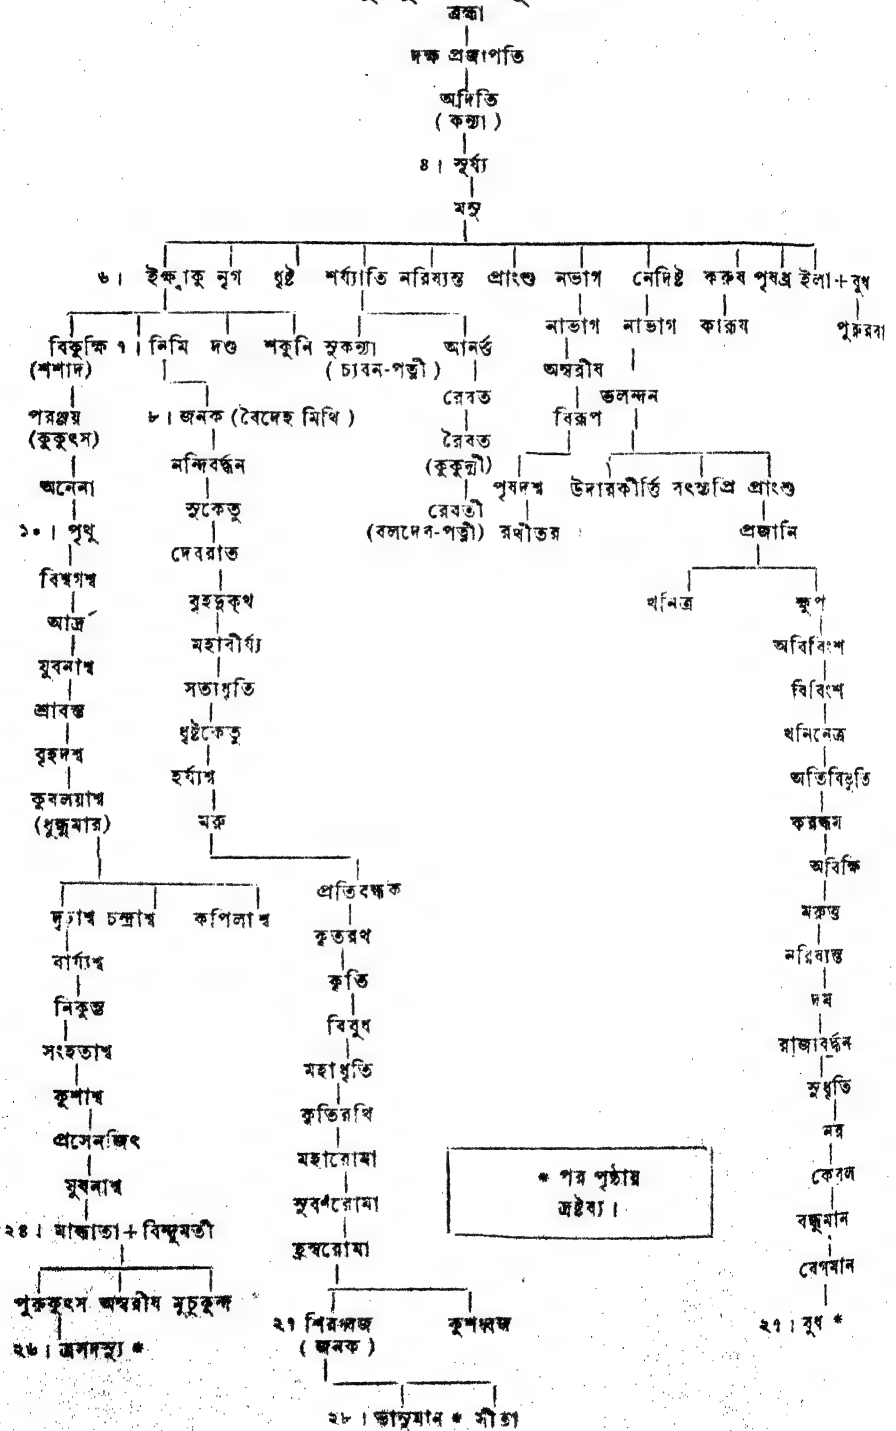 ব্রহ্মা
দক্ষ প্রজাপতি
অদিতি
( কন্যা )
৪। সূর্য্য
মনু
৬। ইক্ষ্বাকু নৃগ ধৃষ্ট শর্য্যাতি নরিষ্যন্ত প্রাংশু নভাগ নেদিষ্ট করুষ পৃষধ্র ইলা + বুধ
নাভাগ নাভাগ কারূষ পুরুরবা
বিকুক্ষি ৭। নিমি দণ্ড শকুনি সুকন্যা আনর্ত্ত
(শশাদ) ( চ্যবন-পত্নী ) অম্বরীষ
রেবত ভলন্দন
পরঞ্জয় ৮। জনক (বৈদেহ মিথি ) বিরূপ
(কুকুৎস) রৈবত
নন্দিবর্দ্ধন (কুকুদ্মী)
অনেনা পৃষদশ্ব উদারকীর্ত্তি বৎসপ্রি প্রাংশু
সুকেতু রেবতী
১০। পৃথু (বলদেব-পত্নী) রথীতর প্রজানি
দেবরাত
বিশ্বগশ্ব
বৃহদ্রুকথ খনিত্র ক্ষুপ
আর্দ্র
মহাবীর্য্য অবিবিংশ
যুবনাশ্ব
সত্যধৃতি বিবিংশ
শ্রাবস্ত
ধৃষ্টকেতু খনিনেত্র
বৃহদশ্ব
হর্য্যশ্ব অতিবিভূতি
কুবলয়াশ্ব
(ধুন্ধুমার) মরু করন্ধম
অবিক্ষি
প্রতিবন্ধক
দৃঢ়াশ্ব চন্দ্রাশ্ব কপিলাশ্ব মরুত্ত
কৃতরথ
বার্য্যশ্ব নরিষ্যন্ত
কৃতি
নিকুম্ভ দম
বিবুধ
সংহতাশ্ব রাজ্যবর্দ্ধন
মহাধৃতি
কৃশাশ্ব সুধৃতি
কৃতিরথি
প্রসেনজিৎ নর
মহারোমা
যুবনাশ্ব * পর পৃষ্ঠায় কেবল
সুবর্ণরোমা দ্রষ্টব্য।
২৪। মান্ধাতা + বিন্দুমতী বন্ধুমান
হ্রস্বরোমা
বেগবান
পুরুকুৎস অম্বরীষ মুচুকুন্দ
২৭ শিরধ্বজ কুশধ্বজ ২৭। বুধ *
২৬। ত্রসদস্যু * ( জনক )
২৮। ভানুমান * সীতা